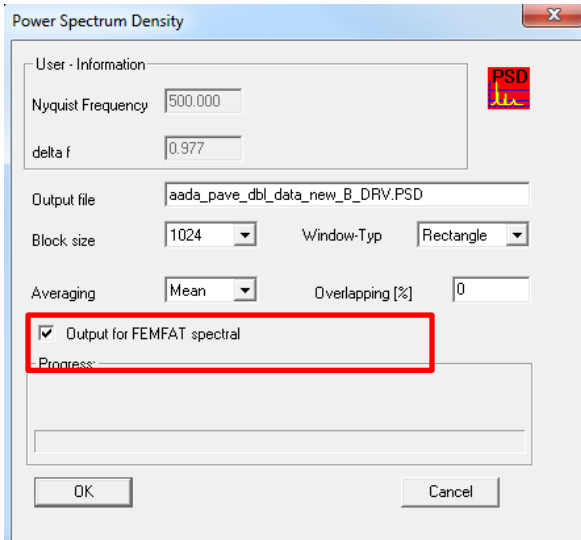 Power Spectrum Density
User - Information
PSD
Nyquist Frequency 500.000
delta f 0.977
Output file aada_pave_dbl_data_new_B_DRV.PSD
Block size 1024 Window-Typ Rectangle
Averaging Mean Overlapping [%] 0
Output for FEMFAT spectral
Progress:
OK Cancel